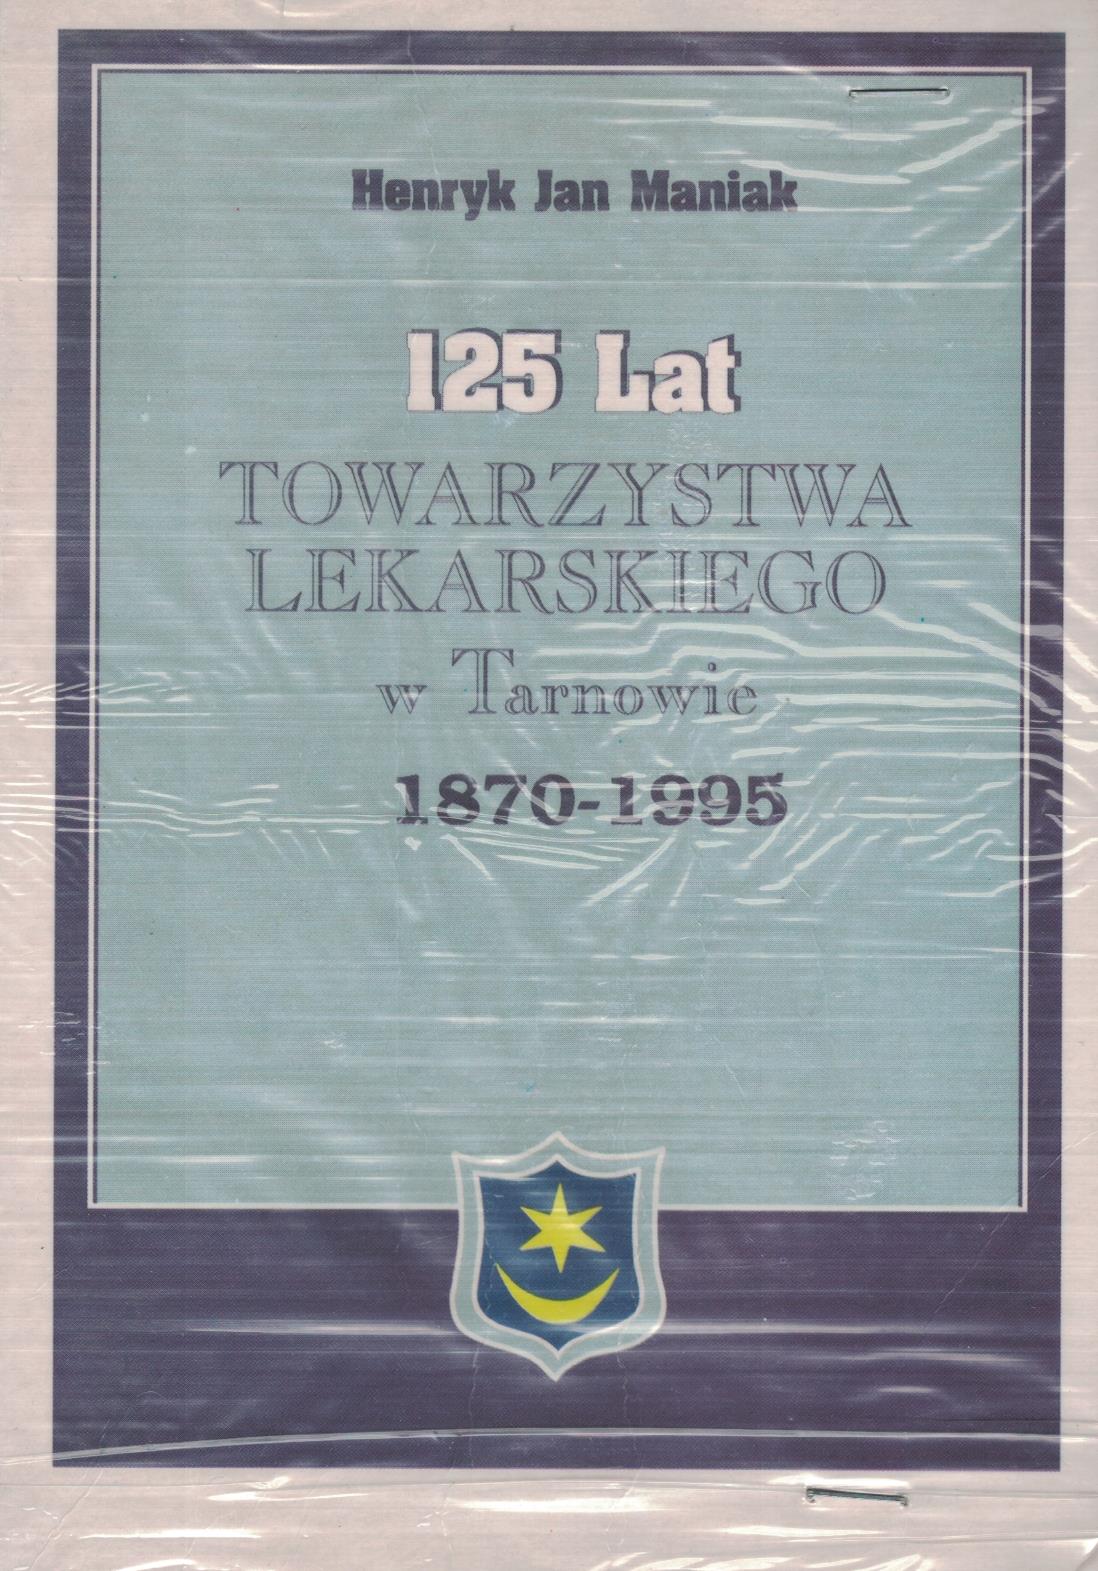 Henryk Jan Maniak
125 Lat
TOWARZYSTWA
LEKARSKIEGO
w Tarnowie
1870-1995